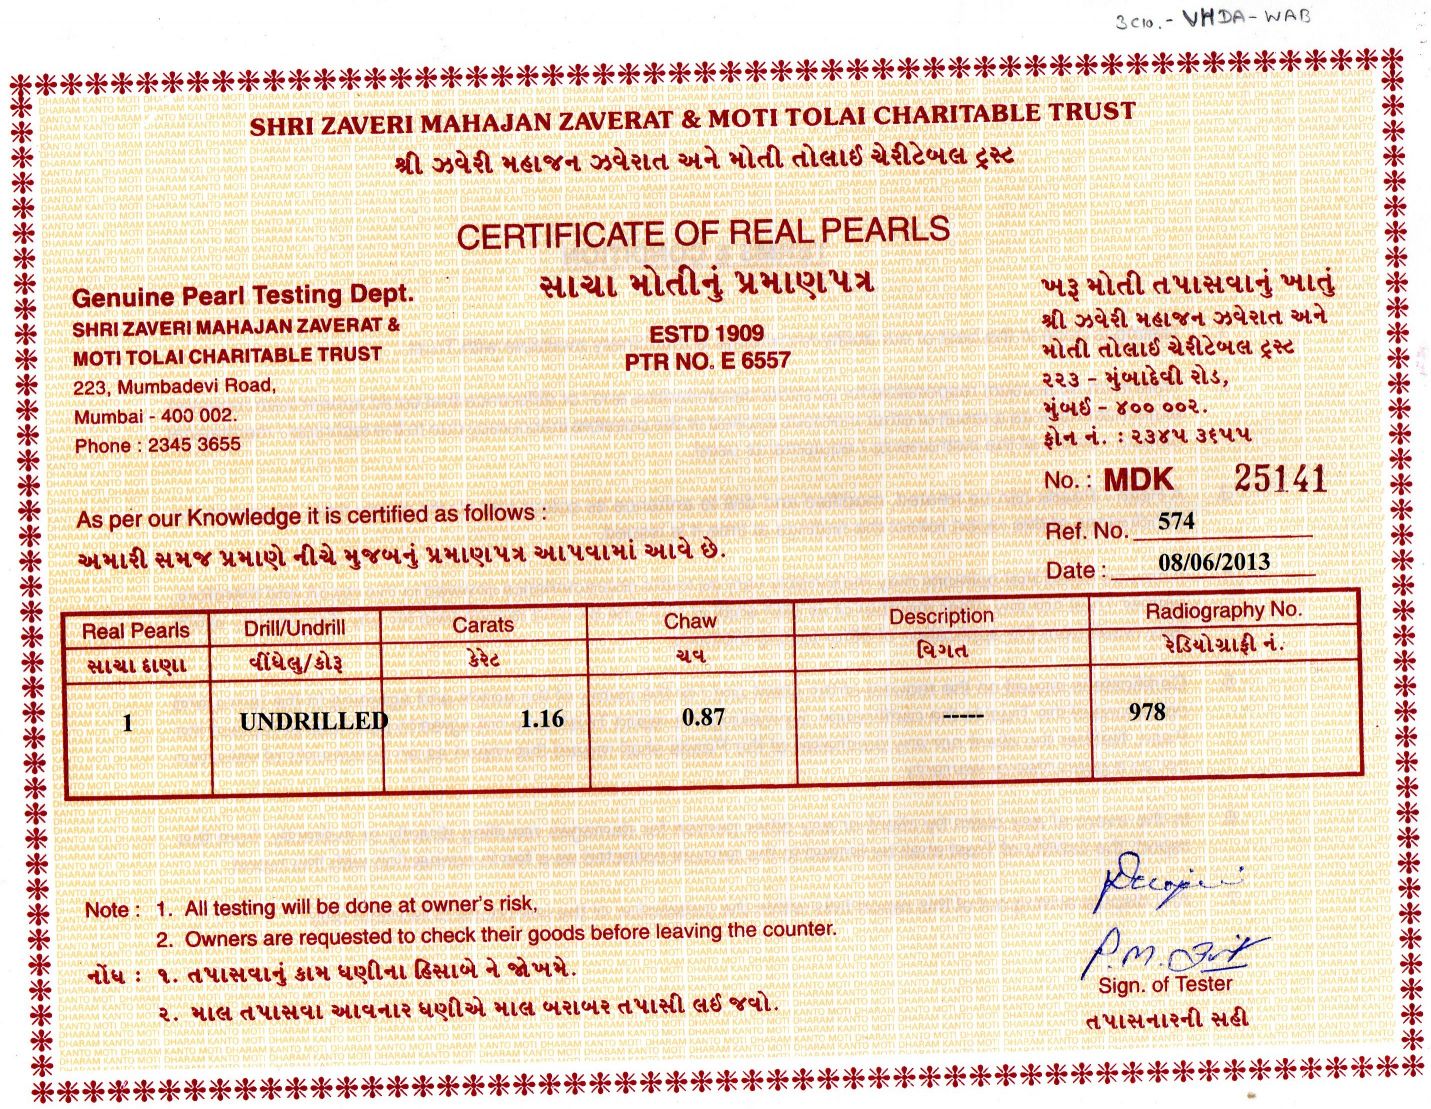 3c10.- VHDA-WAB
SHRI ZAVERI MAHAJAN ZAVERAT & MOTI TOLAI CHARITABLE TRUST
શ્રી ઝવેરી મહાજન ઝવેરાત અને મોતી તોલાઈ ચેરીટેબલ ટ્રસ્ટ
CERTIFICATE OF REAL PEARLS
સાચા મોતીનું પ્રમાણપત્ર
ESTD 1909
PTR NO. E 6557
Genuine Pearl Testing Dept.
SHRI ZAVERI MAHAJAN ZAVERAT &
MOTI TOLAI CHARITABLE TRUST
223, Mumbadevi Road,
Mumbai - 400 002.
Phone : 2345 3655
ખરૂ મોતી તપાસવાનું ખાતું
શ્રી ઝવેરી મહાજન ઝવેરાત અને
મોતી તોલાઈ ચેરીટેબલ ટ્રસ્ટ
૨૨૩ - મુંબાદેવી રોડ,
મુંબઈ - ૪૦૦ ૦૦૨.
ફોન નં. : ૨૩૪૫ ૩૬૫૫
No. : MDK 25141
Ref. No. 574
Date : 08/06/2013
As per our Knowledge it is certified as follows :
અમારી સમજ પ્રમાણે નીચે મુજબનું પ્રમાણપત્ર આપવામાં આવે છે.
Real Pearls Drill/Undrill Carats Chaw Description Radiography No.
સાચા દાણા વીંધેલુ/કોરૂ કેરેટ ચવ વિગત રેડિયોગ્રાફી નં.
1 UNDRILLED 1.16 0.87 ----- 978
Note : 1. All testing will be done at owner's risk,
2. Owners are requested to check their goods before leaving the counter.
નોંધ : ૧. તપાસવાનું કામ ધણીના હિસાબે ને જોખમે.
૨. માલ તપાસવા આવનાર ધણીએ માલ બરાબર તપાસી લઈ જવો.
P.M.
Sign. of Tester
તપાસનારની સહી